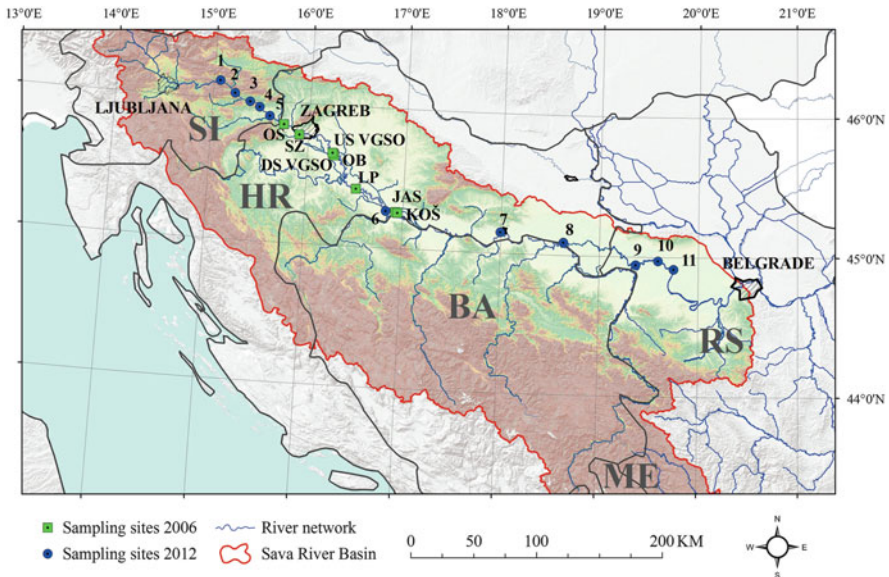 13°0'E 14°0'E 15°0'E 16°0'E 17°0'E 18°0'E 19°0'E 20°0'E 21°0'E
1
2
3
4
5
LJUBLJANA
ZAGREB
46°0'N
SI
OS
SZ
US VGSO
DS VGSO
OB
LP
HR
JAS
6
KOŠ
7
8
9
10
11
BELGRADE
45°0'N
BA
RS
44°0'N
ME
Sampling sites 2006
River network
Sampling sites 2012
Sava River Basin
0 50 100 200 KM
N
W E
S